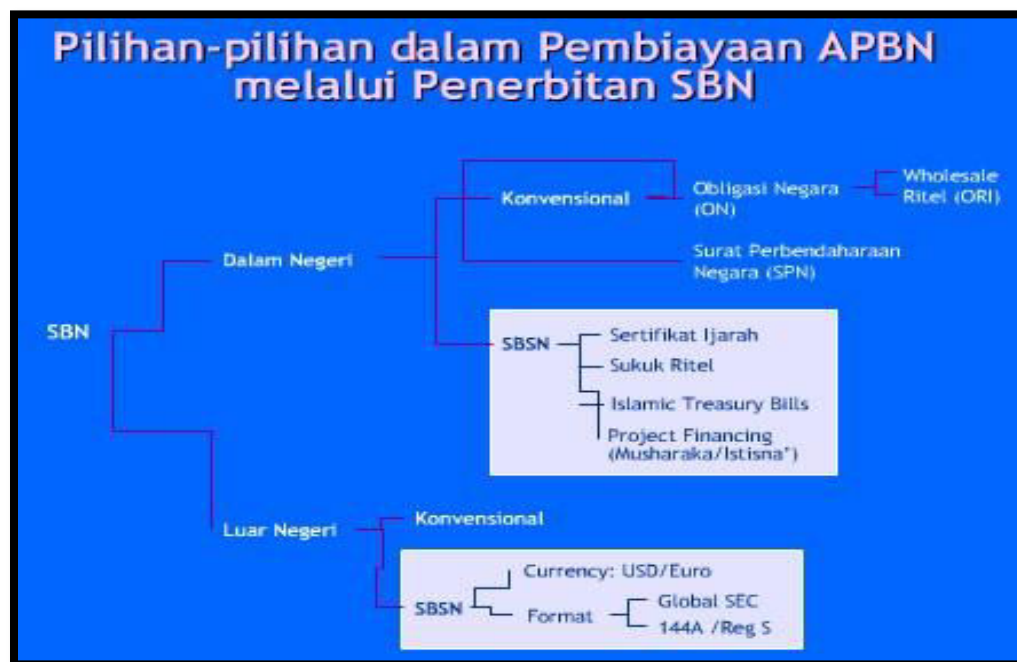 Pilihan-pilihan dalam Pembiayaan APBN
melalui Penerbitan SBN
SBN
Dalam Negeri
Konvensional
Obligasi Negara
(ON)
Wholesale
Ritel (ORI)
Surat Perbendaharaan
Negara (SPN)
SBSN
Sertifikat Ijarah
Sukuk Ritel
Islamic Treasury Bills
Project Financing
(Musharaka/Istisna")
Luar Negeri
Konvensional
SBSN
Currency: USD/Euro
Format
Global SEC
144A /Reg S